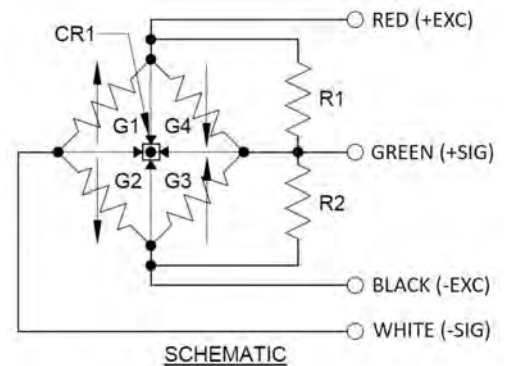 RED (+EXC)
CR1
R1
G1 G4
GREEN (+SIG)
G2 G3
R2
BLACK (-EXC)
WHITE (-SIG)
SCHEMATIC